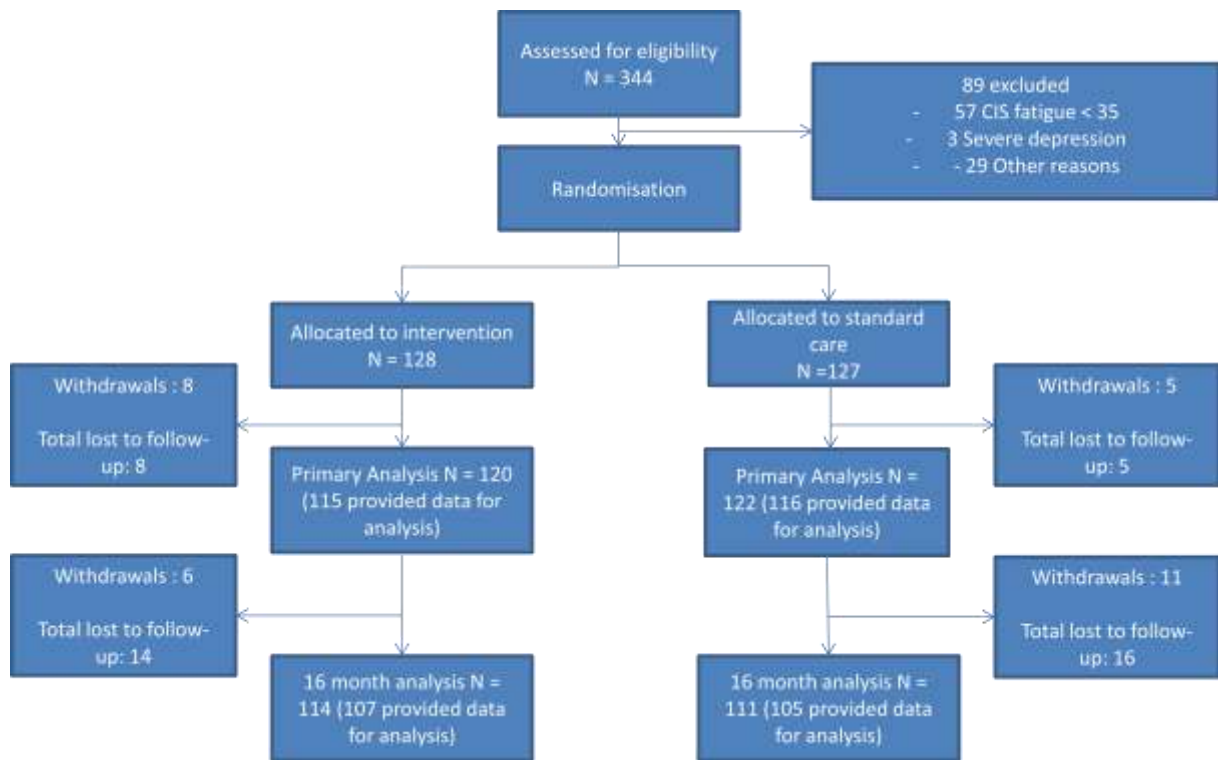 Assessed for eligibility
N = 344
89 excluded
- 57 CIS fatigue < 35
- 3 Severe depression
- - 29 Other reasons
Randomisation
Allocated to intervention
N = 128
Allocated to standard
care
N =127
Withdrawals : 8
Total lost to follow-
up: 8
Withdrawals : 5
Total lost to follow-
up: 5
Primary Analysis N = 120
(115 provided data for
analysis)
Primary Analysis N =
122 (116 provided data
for analysis)
Withdrawals : 6
Total lost to follow-
up: 14
Withdrawals : 11
Total lost to follow-
up: 16
16 month analysis N =
114 (107 provided data
for analysis)
16 month analysis N =
111 (105 provided data
for analysis)